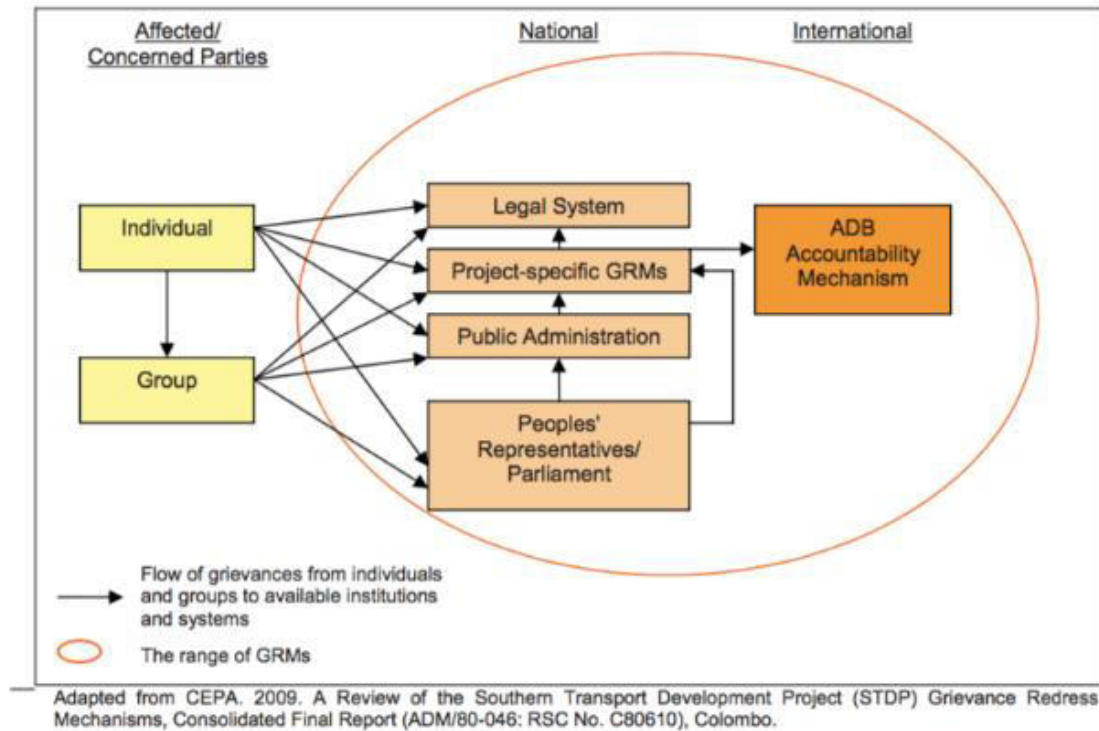 Affected/
Concerned Parties
National
International
Individual
Group
Legal System
Project-specific GRMs
Public Administration
Peoples'
Representatives/
Parliament
ADB
Accountability
Mechanism
Flow of grievances from individuals
and groups to available institutions
and systems
The range of GRMs
Adapted from CEPA. 2009. A Review of the Southern Transport Development Project (STDP) Grievance Redress
Mechanisms, Consolidated Final Report (ADM/80-046: RSC No. C80610), Colombo.